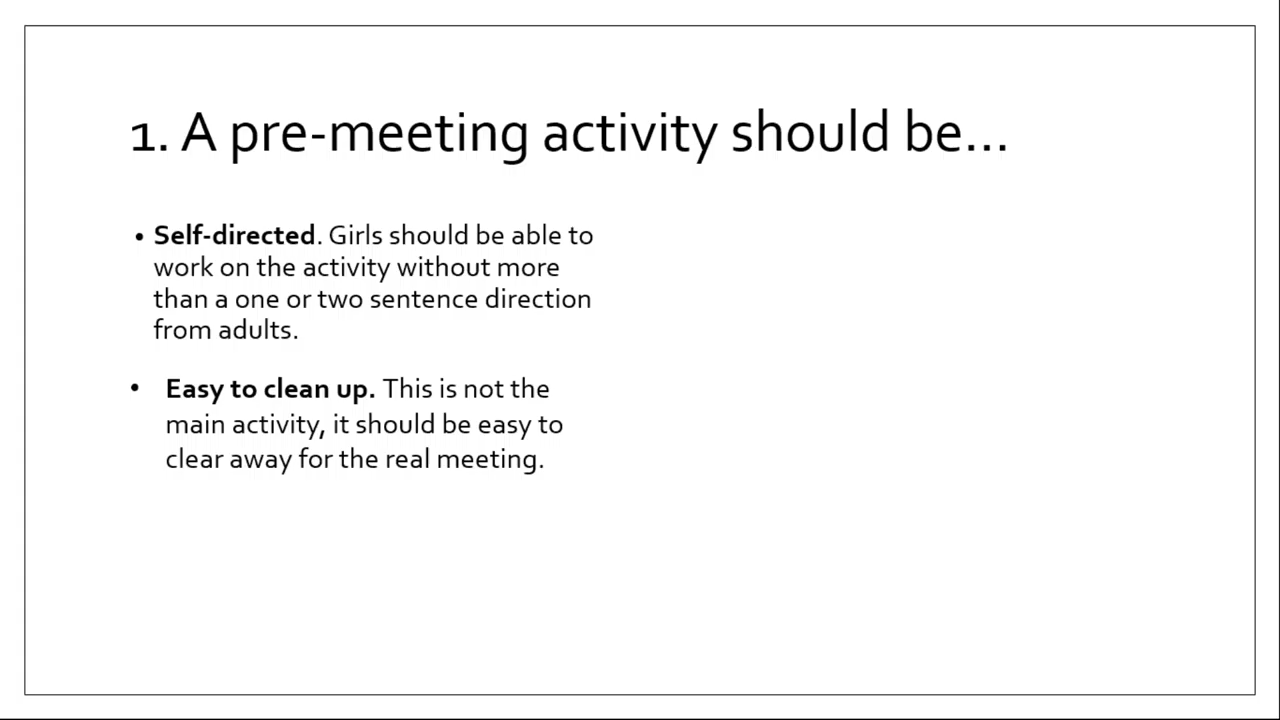 1. A pre-meeting activity should be...
• Self-directed. Girls should be able to
work on the activity without more
than a one or two sentence direction
from adults.
• Easy to clean up. This is not the
main activity, it should be easy to
clear away for the real meeting.